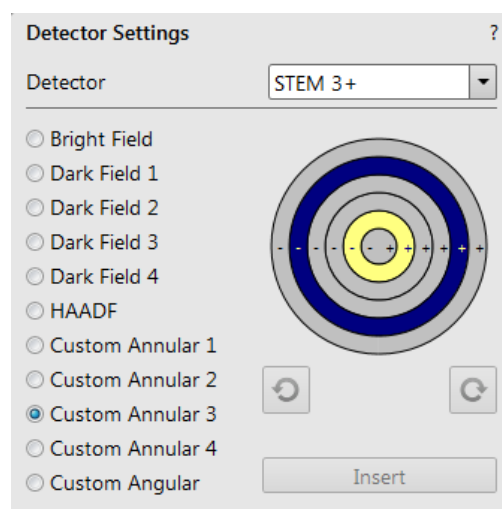 Detector Settings ?
Detector STEM 3+
Bright Field
Dark Field 1
Dark Field 2
Dark Field 3
Dark Field 4
HAADF
Custom Annular 1
Custom Annular 2
Custom Annular 3
Custom Annular 4
Custom Angular
- - - - - - + + + + + +
Insert